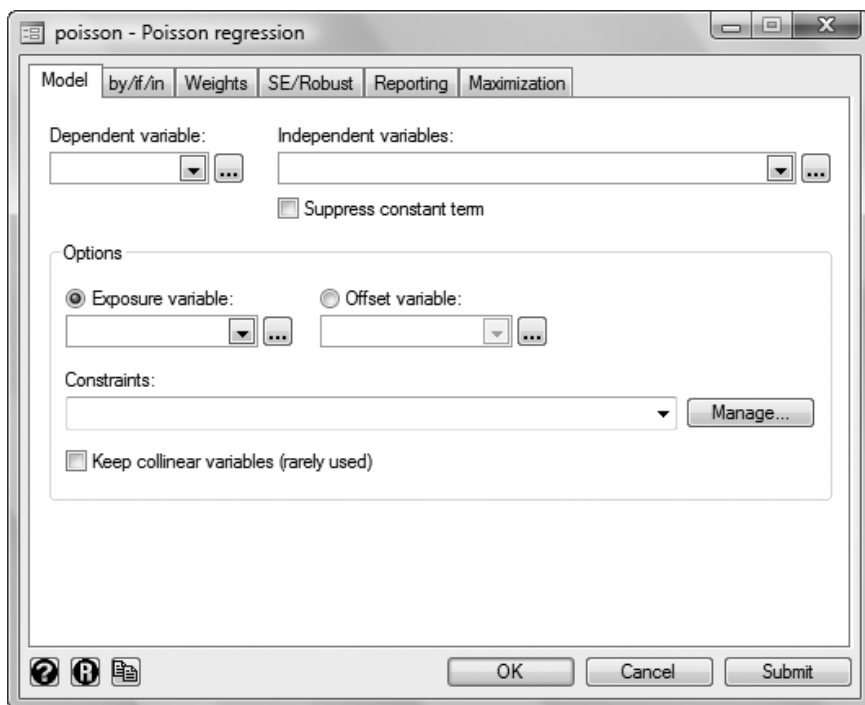 poisson - Poisson regression
Model by/if/in Weights SE/Robust Reporting Maximization
Dependent variable: Independent variables:
...
...
Suppress constant term
Options
Exposure variable: Offset variable:
...
...
Constraints:
Manage...
Keep collinear variables (rarely used)
? R OK Cancel Submit